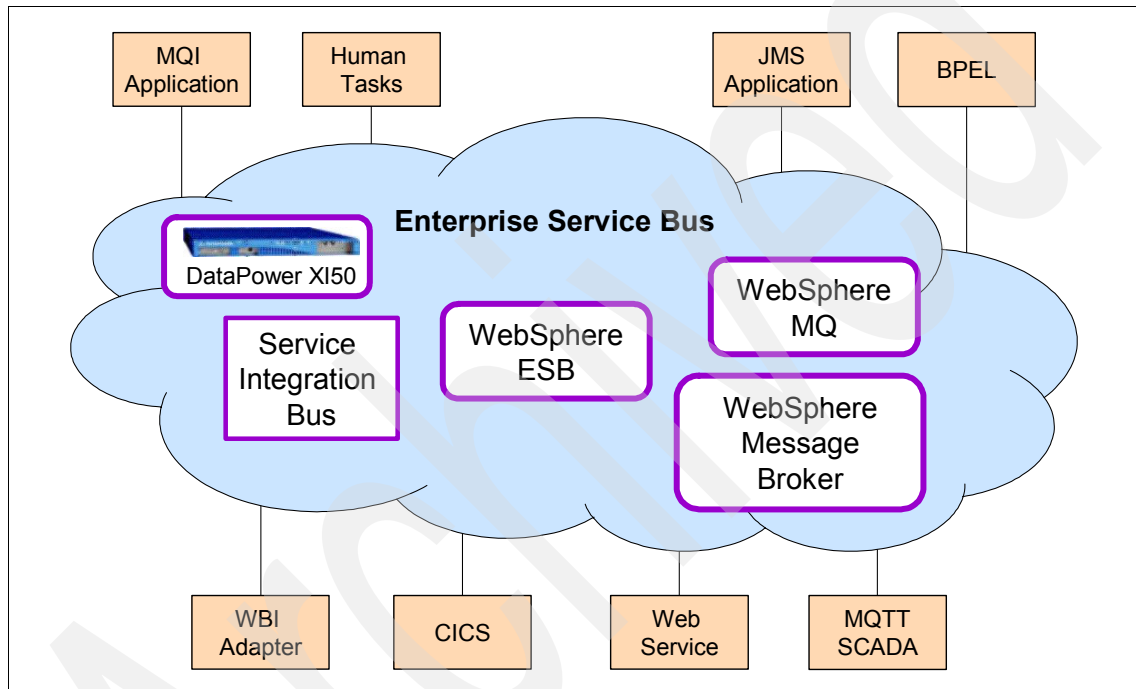 MQI
Application
Human
Tasks
JMS
Application
BPEL
Enterprise Service Bus
DataPower XI50
Service
Integration
Bus
WebSphere
ESB
WebSphere
MQ
WebSphere
Message
Broker
WBI
Adapter
CICS
Web
Service
MQTT
SCADA
Archived